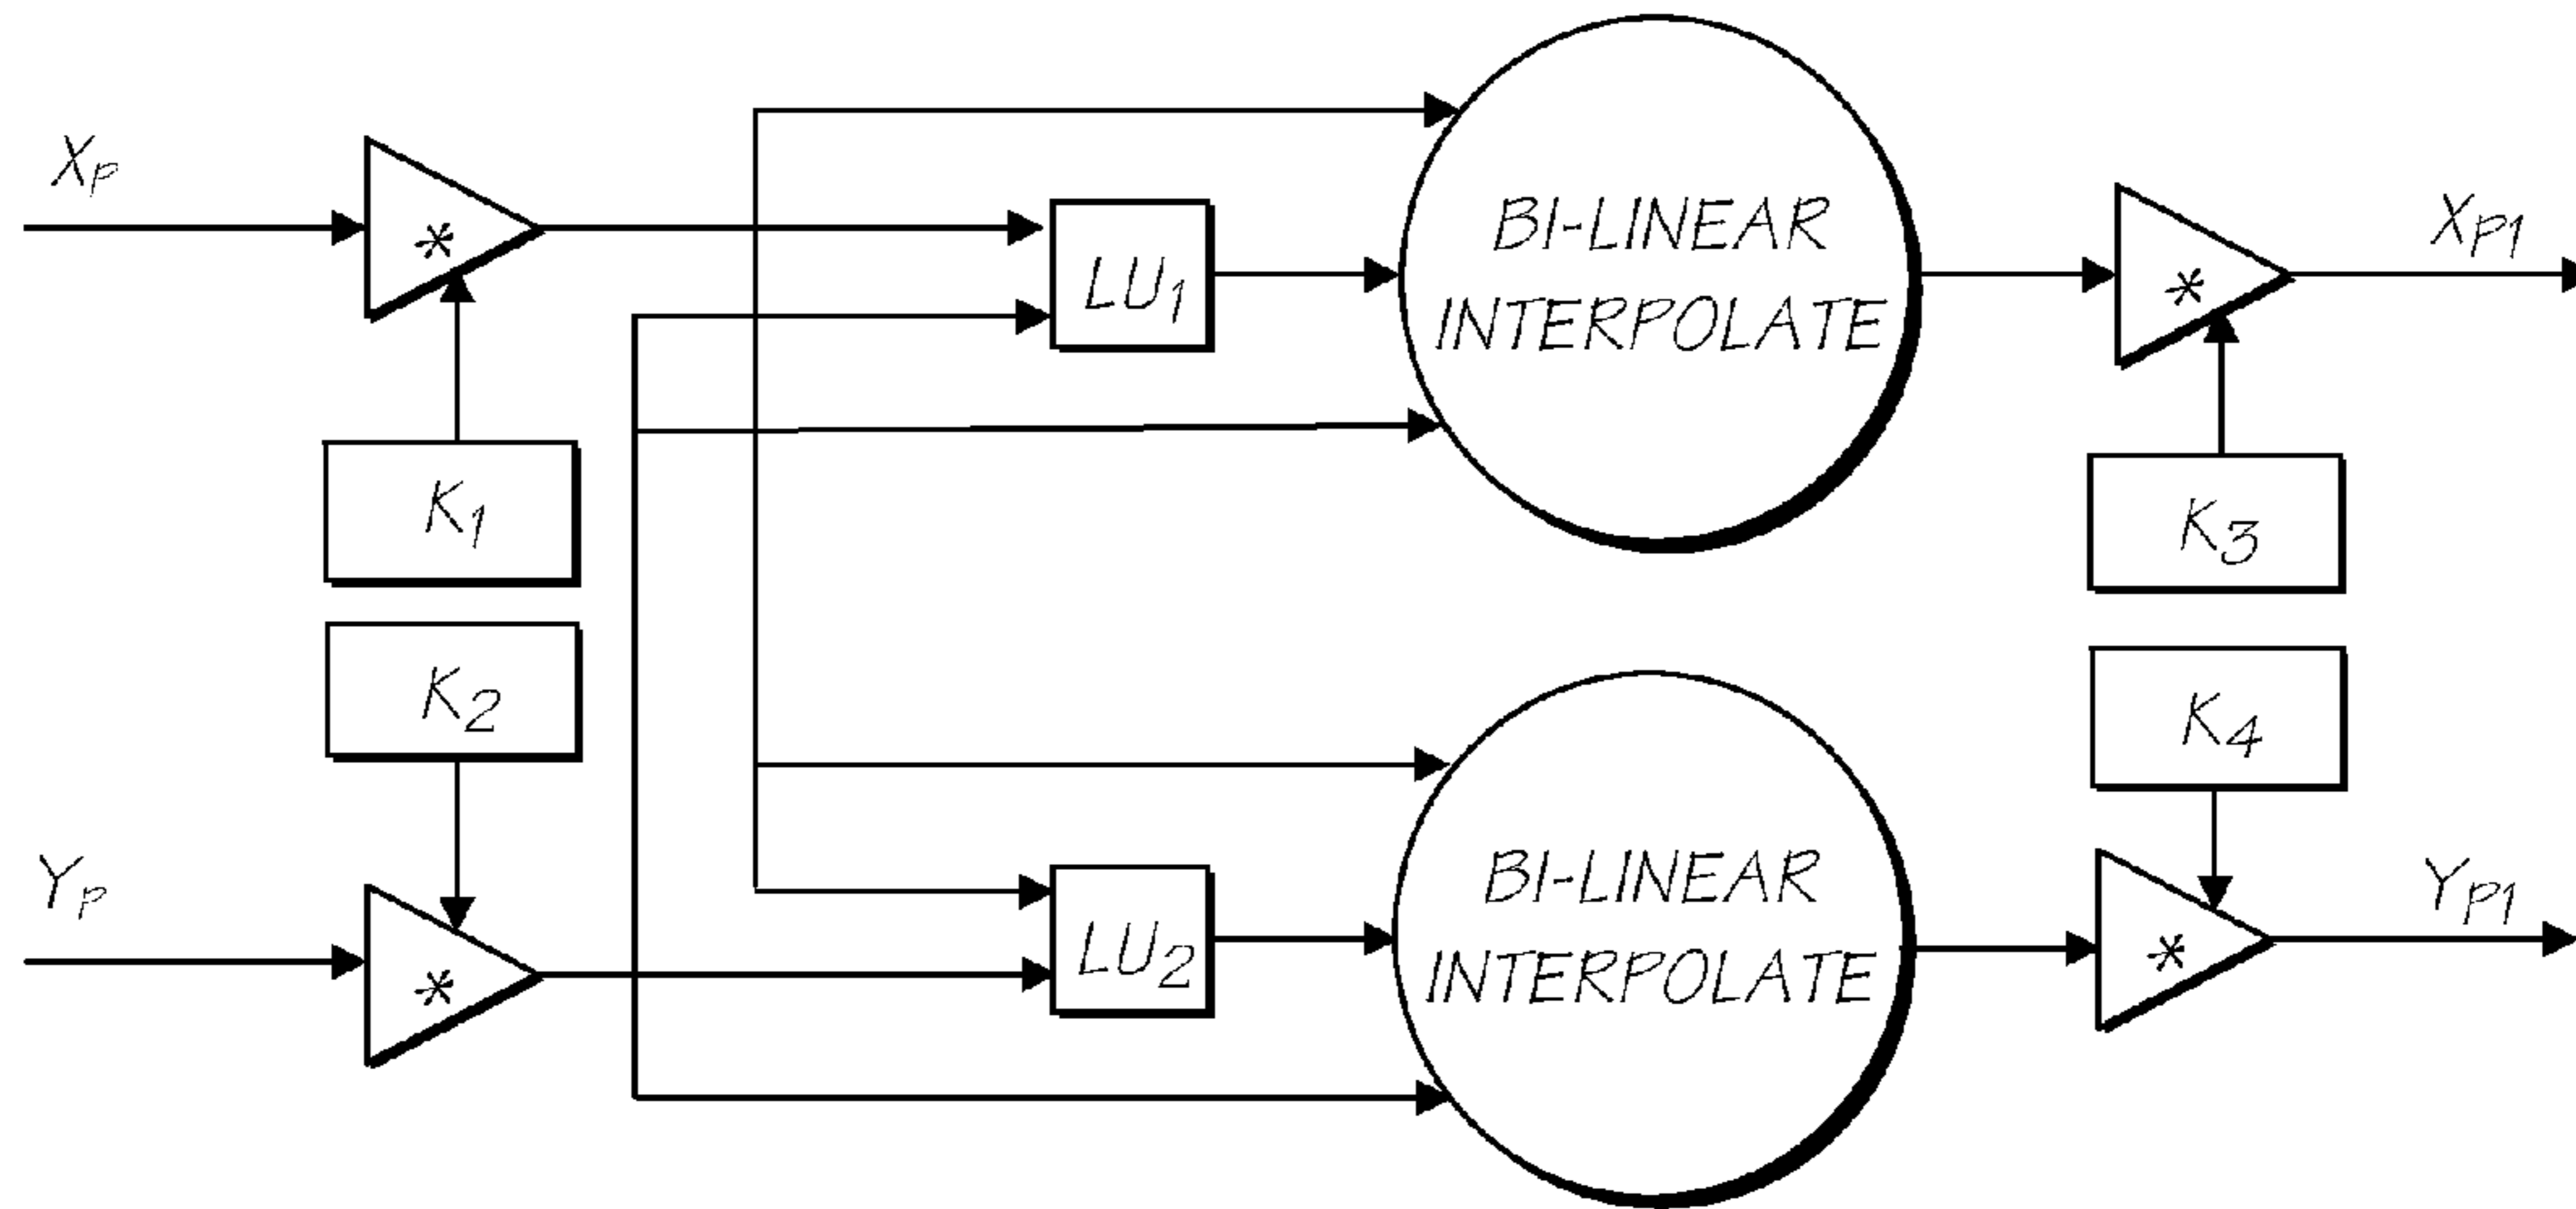 Xp
*
K1
K2
Yp
*
LU1
BI-LINEAR
INTERPOLATE
LU2
BI-LINEAR
INTERPOLATE
*
XP1
K3
K4
*
YP1